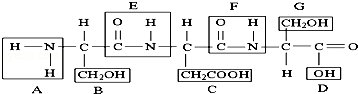 E F G
H O H O H CH₂OH
H—N—C—C—N—C—C—N—C—C=O
H CH₂OH H CH₂COOH H H OH
A B C D